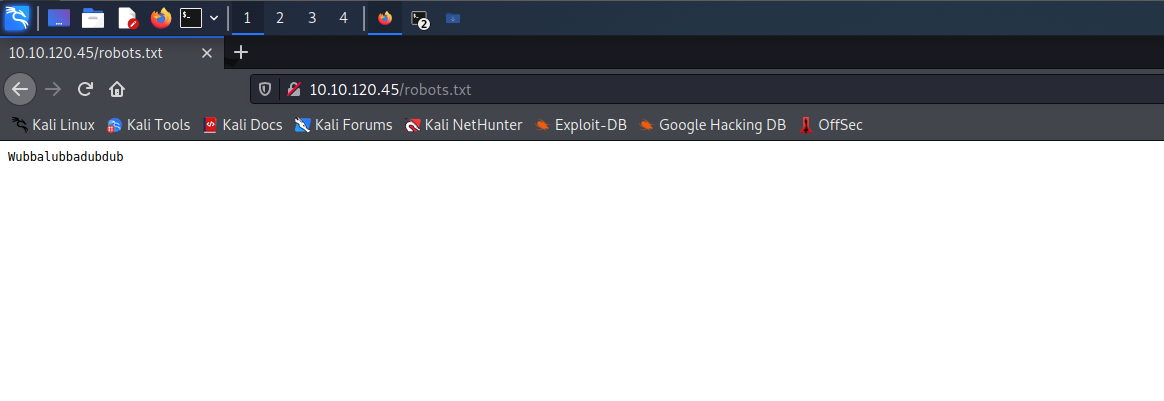 1 2 3 4 2
10.10.120.45/robots.txt
10.10.120.45/robots.txt
Kali Linux Kali Tools Kali Docs Kali Forums Kali NetHunter Exploit-DB Google Hacking DB OffSec
Wubbalubbadubdub